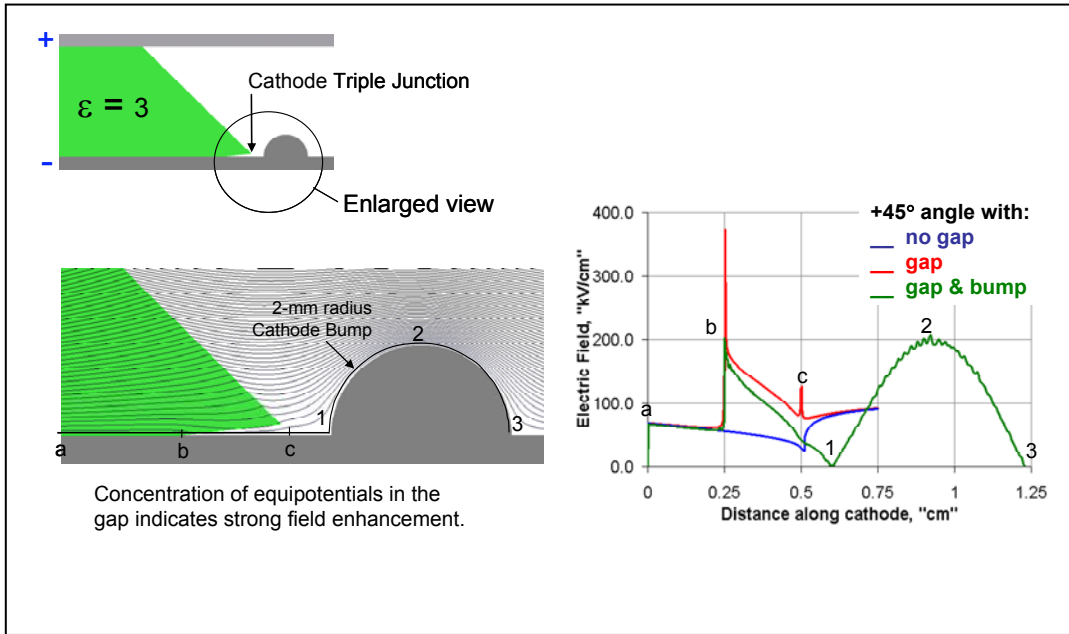 +
Cathode Triple Junction
ε = 3
-
Enlarged view
2-mm radius
Cathode Bump
2
1
3
a
b
c
Concentration of equipotentials in the
gap indicates strong field enhancement.
+45° angle with:
__ no gap
__ gap
__ gap & bump
Electric Field, "kV/cm"
400.0
300.0
200.0
100.0
0.0
a
b
c
1
2
3
0
0.25
0.5
0.75
1
1.25
Distance along cathode, "cm"